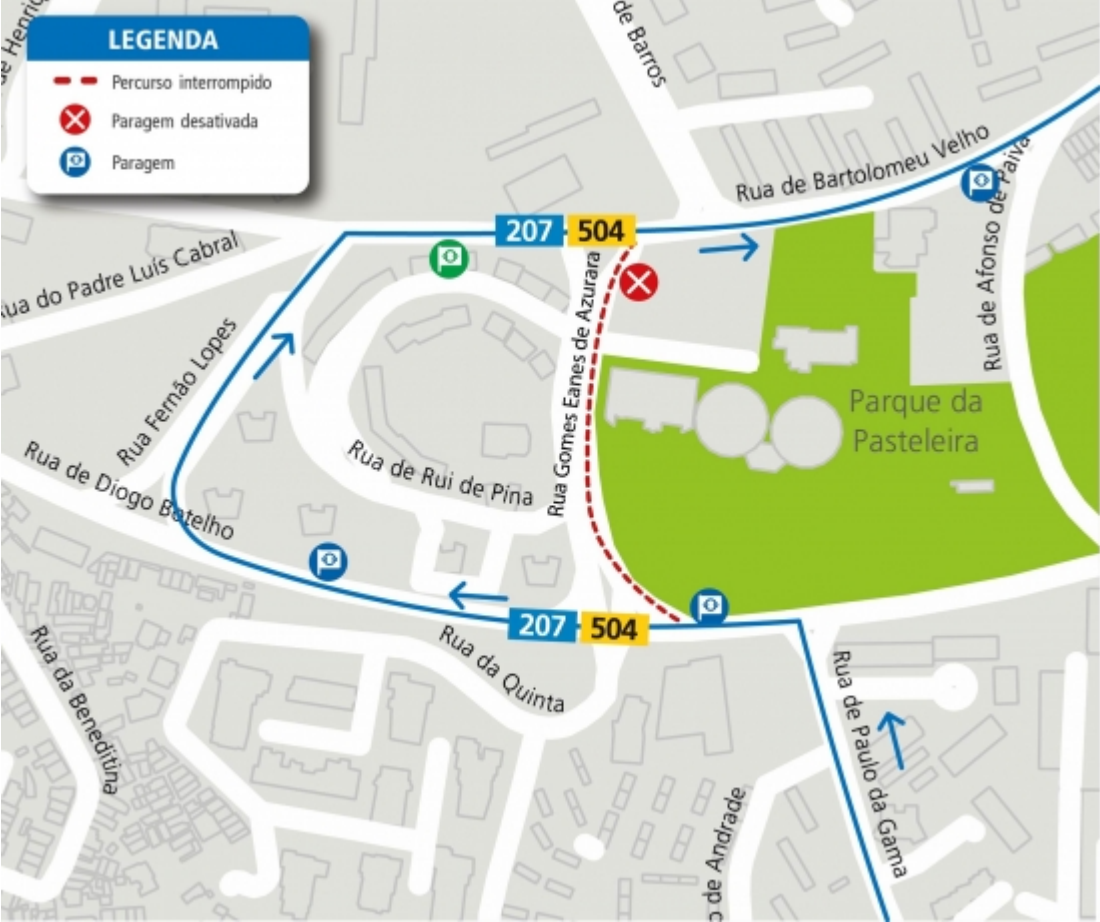 LEGENDA
Percurso interrompido
Paragem desativada
Paragem
de Barros
Rua de Bartolomeu Velho
Rua de Afonso de Paiva
207 504
Rua do Padre Luís Cabral
Rua Fernão Lopes
Rua Gomes Eanes de Azurara
Parque da
Pasteleira
Rua de Rui de Pina
Rua de Diogo Botelho
207 504
Rua da Quinta
Rua da Beneditina
Rua de Paulo da Gama
de Andrade